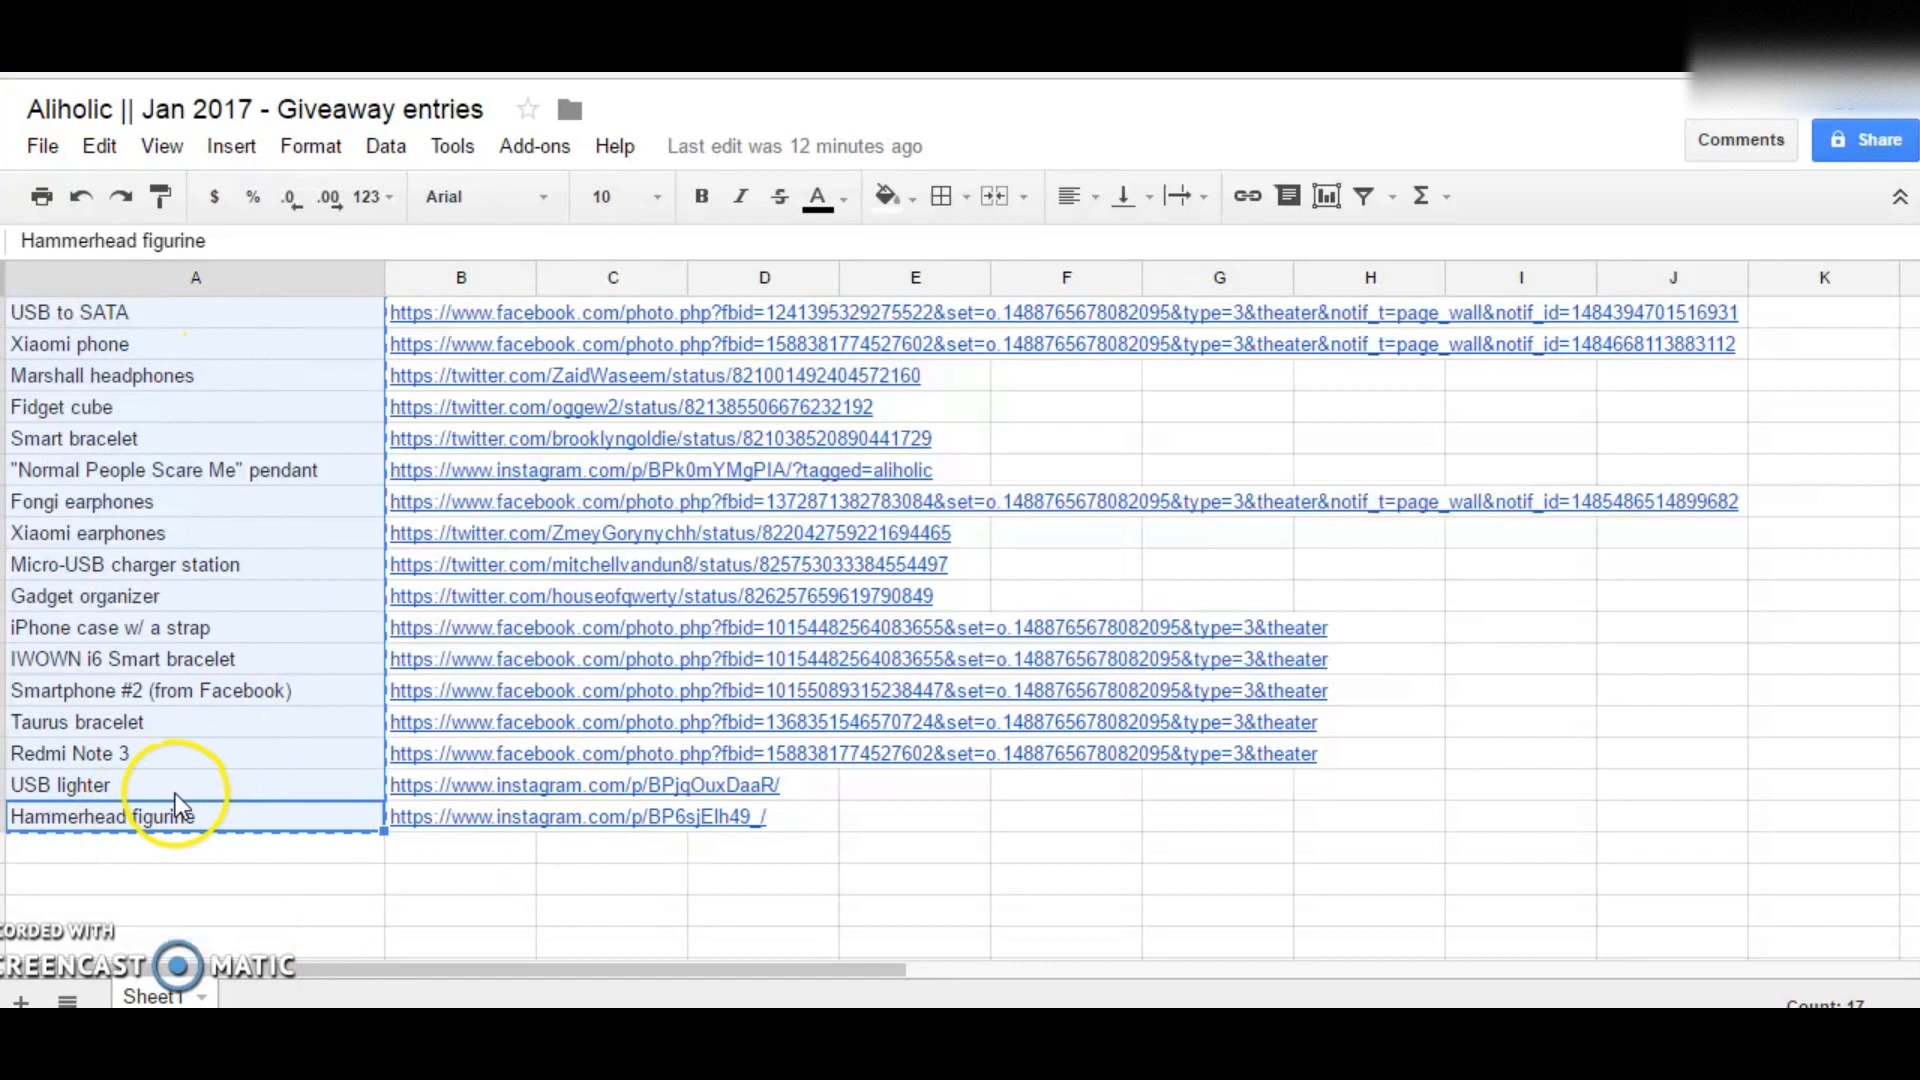 Aliholic || Jan 2017 - Giveaway entries
File Edit View Insert Format Data Tools Add-ons Help Last edit was 12 minutes ago
Comments Share
$ % .0 .00 123 Arial 10 B I S A Σ
Hammerhead figurine
A B C D E F G H I J K
USB to SATA https://www.facebook.com/photo.php?fbid=1241395329275522&set=o.1488765678082095&type=3&theater&notif_t=page_wall&notif_id=1484394701516931
Xiaomi phone https://www.facebook.com/photo.php?fbid=1588381774527602&set=o.1488765678082095&type=3&theater&notif_t=page_wall&notif_id=1484668113883112
Marshall headphones https://twitter.com/ZaidWaseem/status/821001492404572160
Fidget cube https://twitter.com/oggew2/status/821385506676232192
Smart bracelet https://twitter.com/brooklyngoldie/status/821038520890441729
"Normal People Scare Me" pendant https://www.instagram.com/p/BPk0mYMgPIA/?tagged=aliholic
Fongi earphones https://www.facebook.com/photo.php?fbid=1372871382783084&set=o.1488765678082095&type=3&theater&notif_t=page_wall&notif_id=1485486514899682
Xiaomi earphones https://twitter.com/ZmeyGorynychh/status/822042759221694465
Micro-USB charger station https://twitter.com/mitchellvandun8/status/825753033384554497
Gadget organizer https://twitter.com/houseofqwerty/status/826257659619790849
iPhone case w/ a strap https://www.facebook.com/photo.php?fbid=10154482564083655&set=o.1488765678082095&type=3&theater
IWOWN i6 Smart bracelet https://www.facebook.com/photo.php?fbid=10154482564083655&set=o.1488765678082095&type=3&theater
Smartphone #2 (from Facebook) https://www.facebook.com/photo.php?fbid=10155089315238447&set=o.1488765678082095&type=3&theater
Taurus bracelet https://www.facebook.com/photo.php?fbid=1368351546570724&set=o.1488765678082095&type=3&theater
Redmi Note 3 https://www.facebook.com/photo.php?fbid=1588381774527602&set=o.1488765678082095&type=3&theater
USB lighter https://www.instagram.com/p/BPjqOuxDaaR/
Hammerhead figurine https://www.instagram.com/p/BP6sjElh49_/
CORDED WITH
CREENCAST MATIC
Sheet1
Count: 17